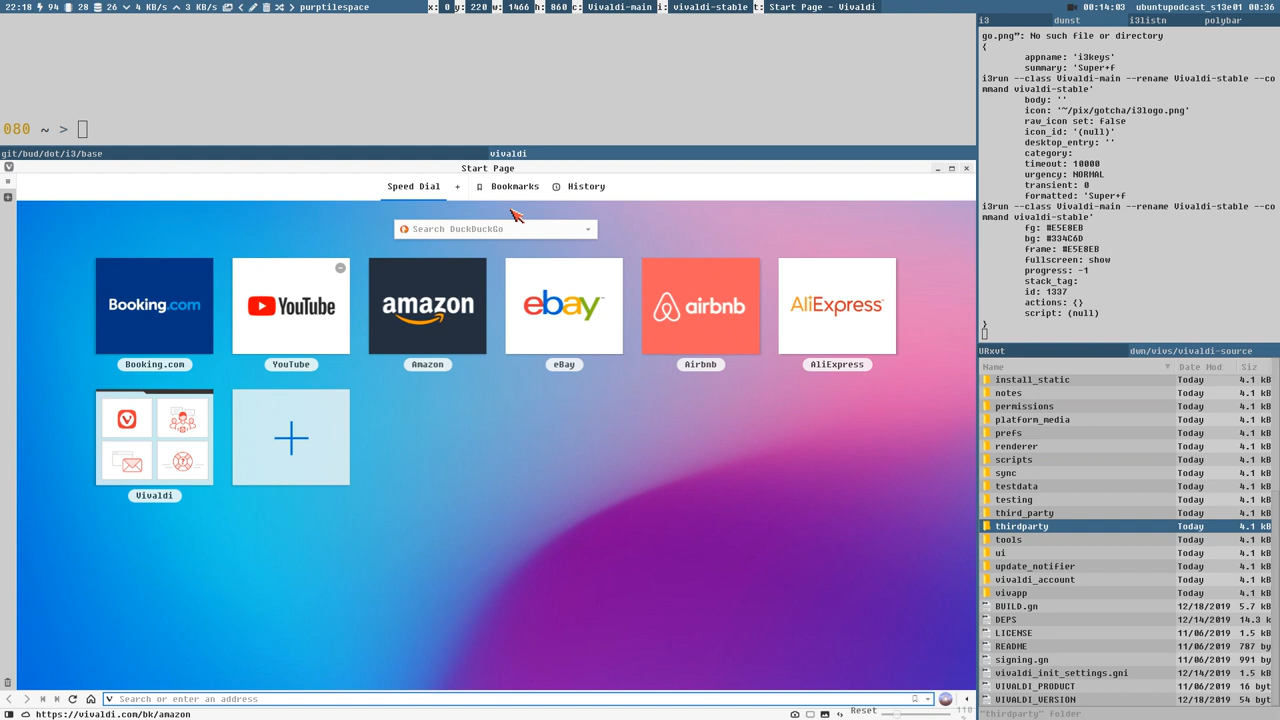 22:18 94 28 26 4 KB/s 3 KB/s purptilespace
x: 0 y: 220 w: 1466 h: 860 c: Vivaldi-main i: vivaldi-stable t: Start Page - Vivaldi
00:14:03 ubuntupodcast_s13e01 00:36
080 ~ >
git/bud/dot/i3/base vivaldi
Start Page
Speed Dial + Bookmarks History
Search DuckDuckGo
Booking.com YouTube amazon ebay airbnb AliExpress
Booking.com YouTube Amazon eBay Airbnb AliExpress
Vivaldi
Search or enter an address
https://vivaldi.com/bk/amazon
Reset
i3 dunst i3listn polybar
go.png": No such file or directory
{
appname: 'i3keys'
summary: 'Super+f
i3run --class Vivaldi-main --rename Vivaldi-stable --co
mmand vivaldi-stable'
body: ''
icon: '~/pix/gotcha/i3logo.png'
raw_icon set: false
icon_id: '(null)'
desktop_entry: ''
category:
timeout: 10000
urgency: NORMAL
transient: 0
formatted: 'Super+f
i3run --class Vivaldi-main --rename Vivaldi-stable --co
mmand vivaldi-stable'
fg: #E5E8EB
bg: #334C6D
frame: #E5E8EB
fullscreen: show
progress: -1
stack_tag:
id: 1337
actions: {}
script: (null)
}
URxvt dwn/vivs/vivaldi-source
Name Date Mod Siz
install_static Today 4.1 kB
notes Today 4.1 kB
permissions Today 4.1 kB
platform_media Today 4.1 kB
prefs Today 4.1 kB
renderer Today 4.1 kB
scripts Today 4.1 kB
sync Today 4.1 kB
testdata Today 4.1 kB
testing Today 4.1 kB
third_party Today 4.1 kB
thirdparty Today 4.1 kB
tools Today 4.1 kB
ui Today 4.1 kB
update_notifier Today 4.1 kB
vivaldi_account Today 4.1 kB
vivapp Today 4.1 kB
BUILD.gn 12/18/2019 5.7 kB
DEPS 12/14/2019 14.3 k
LICENSE 11/06/2019 1.5 kB
README 11/06/2019 787 by
signing.gn 11/06/2019 991 by
vivaldi_init_settings.gni 12/14/2019 1.5 kB
VIVALDI_PRODUCT 11/06/2019 16 byt
VIVALDI_VERSION 12/18/2019 54 byt
"thirdparty" folder